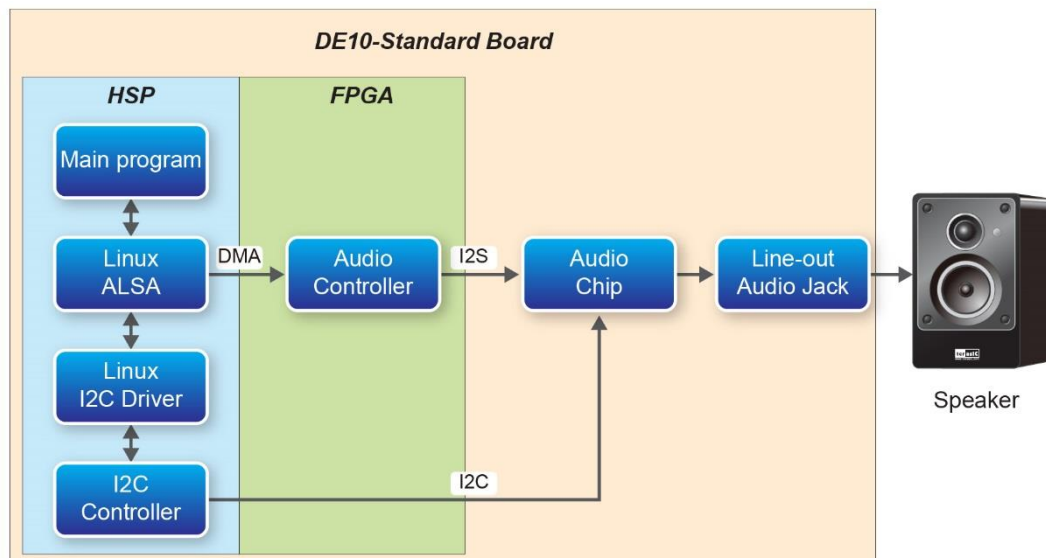 DE10-Standard Board
HSP
FPGA
Main program
Linux
ALSA
DMA
Audio
Controller
I2S
Audio
Chip
Line-out
Audio Jack
Linux
I2C Driver
Speaker
I2C
Controller
I2C